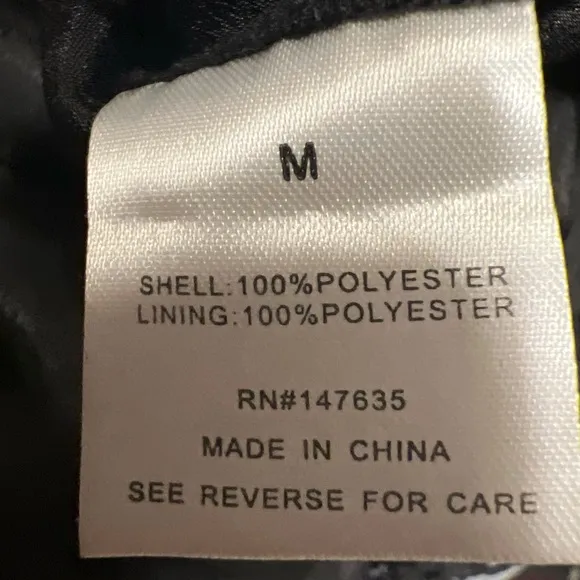 M
SHELL:100%POLYESTER
LINING:100%POLYESTER
RN#147635
MADE IN CHINA
SEE REVERSE FOR CARE